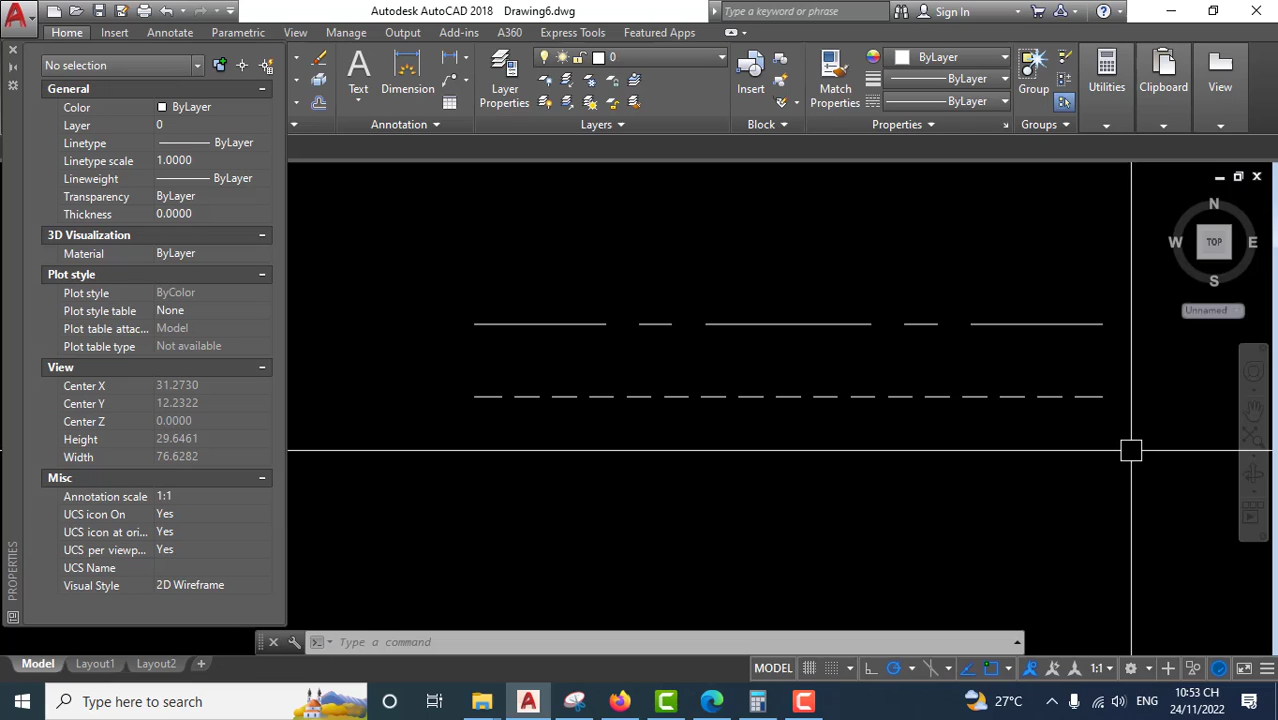 Autodesk AutoCAD 2018 Drawing6.dwg
Type a keyword or phrase
Sign In
Home Insert Annotate Parametric View Manage Output Add-ins A360 Express Tools Featured Apps
No selection
General
Color ByLayer
Layer 0
Linetype ByLayer
Linetype scale 1.0000
Lineweight ByLayer
Transparency ByLayer
Thickness 0.0000
3D Visualization
Material ByLayer
Plot style
Plot style ByColor
Plot style table None
Plot table attac... Model
Plot table type Not available
View
Center X 31.2730
Center Y 12.2322
Center Z 0.0000
Height 29.6461
Width 76.6282
Misc
Annotation scale 1:1
UCS icon On Yes
UCS icon at ori... Yes
UCS per viewp... Yes
UCS Name
Visual Style 2D Wireframe
PROPERTIES
Text
Dimension
Annotation
Layer
Properties
0
Layers
Insert
Block
Match
Properties
ByLayer
ByLayer
ByLayer
Properties
Group
Groups
Utilities
Clipboard
View
N
W TOP E
S
Unnamed
Type a command
Model Layout1 Layout2
MODEL
1:1
Type here to search
27°C
ENG
10:53 CH
24/11/2022